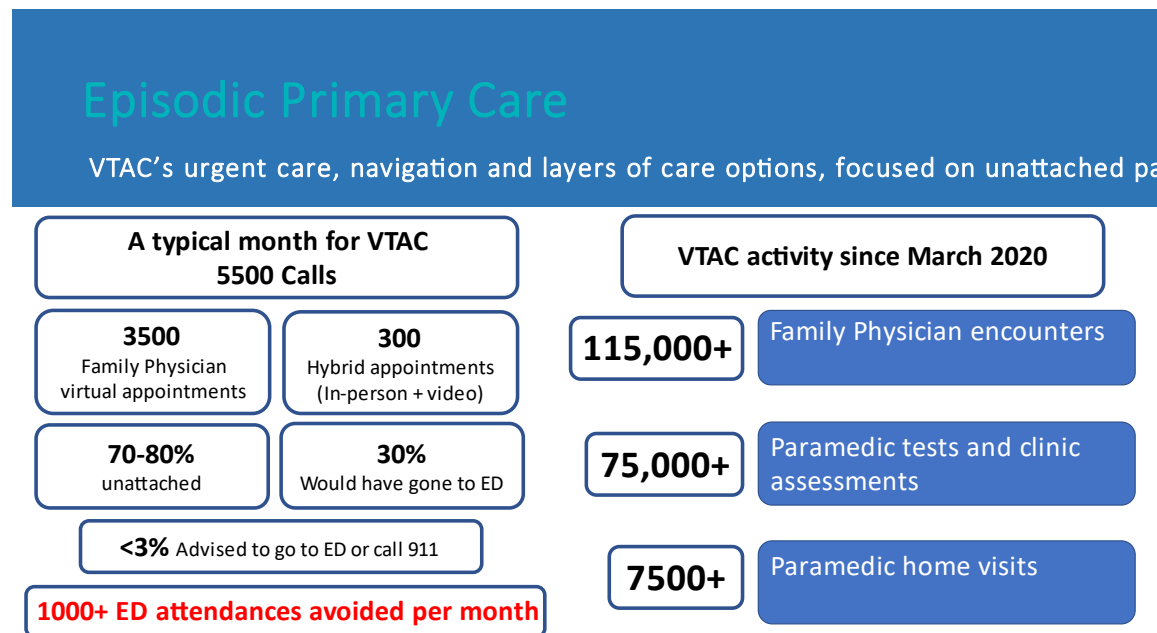 Episodic Primary Care
VTAC's urgent care, navigation and layers of care options, focused on unattached
A typical month for VTAC
5500 Calls
3500
Family Physician
virtual appointments
300
Hybrid appointments
(In-person + video)
70-80%
unattached
30%
Would have gone to ED
<3% Advised to go to ED or call 911
1000+ ED attendances avoided per month
VTAC activity since March 2020
115,000+
Family Physician encounters
75,000+
Paramedic tests and clinic
assessments
7500+
Paramedic home visits